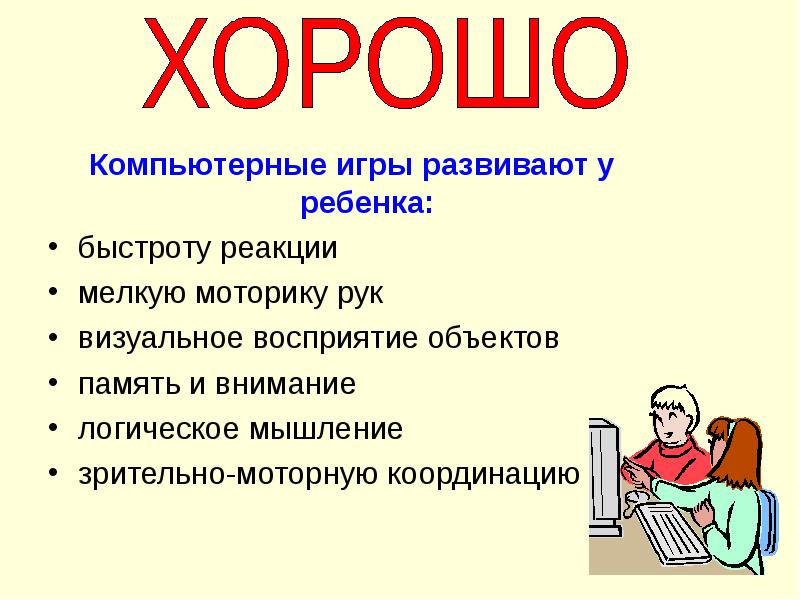 ХОРОШО
Компьютерные игры развивают у
ребенка:
• быстроту реакции
• мелкую моторику рук
• визуальное восприятие объектов
• память и внимание
• логическое мышление
• зрительно-моторную координацию